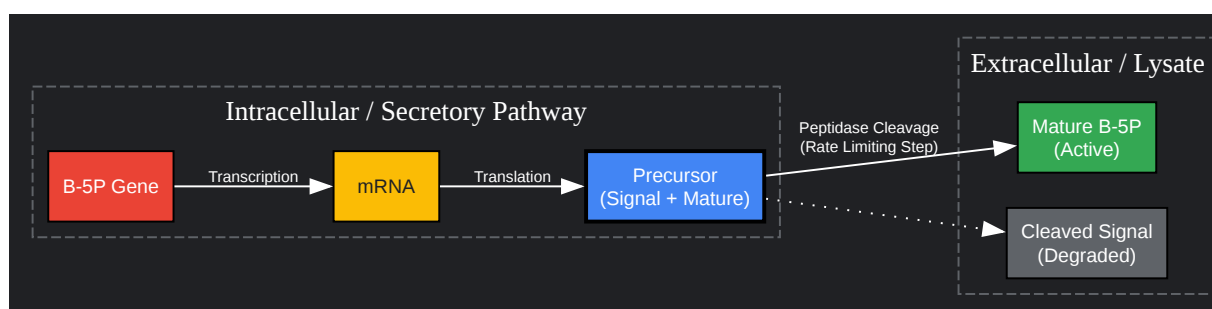 Extracellular / Lysate
Intracellular / Secretory Pathway
B-5P Gene
Transcription
mRNA
Translation
Precursor
(Signal + Mature)
Peptidase Cleavage
(Rate Limiting Step)
Mature B-5P
(Active)
Cleaved Signal
(Degraded)